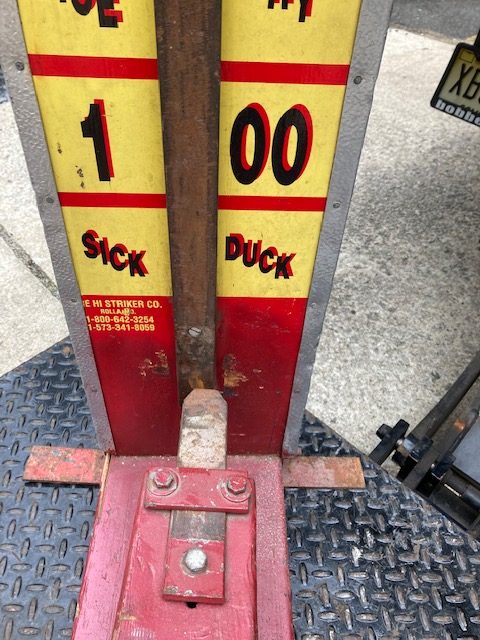 1 00
SICK DUCK
HI STRIKER CO.
ROLLA
1-800-642-3254
1-573-341-8059